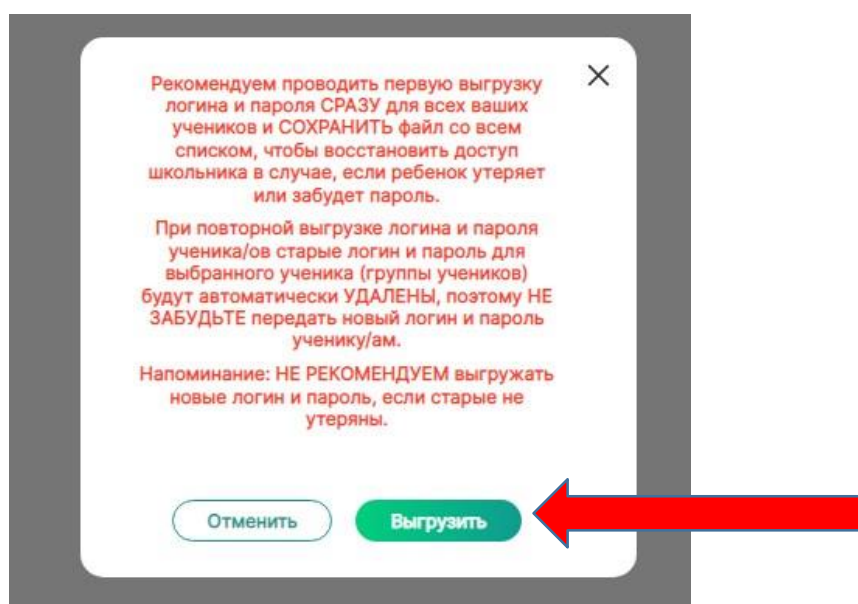 Рекомендуем проводить первую выгрузку
логина и пароля СРАЗУ для всех ваших
учеников и СОХРАНИТЬ файл со всем
списком, чтобы восстановить доступ
школьника в случае, если ребенок утеряет
или забудет пароль.
При повторной выгрузке логина и пароля
ученика/ов старые логин и пароль для
выбранного ученика (группы учеников)
будут автоматически УДАЛЕНЫ, поэтому НЕ
ЗАБУДЬТЕ передать новый логин и пароль
ученику/ам.
Напоминание: НЕ РЕКОМЕНДУЕМ выгружать
новые логин и пароль, если старые не
утеряны.
Отменить Выгрузить